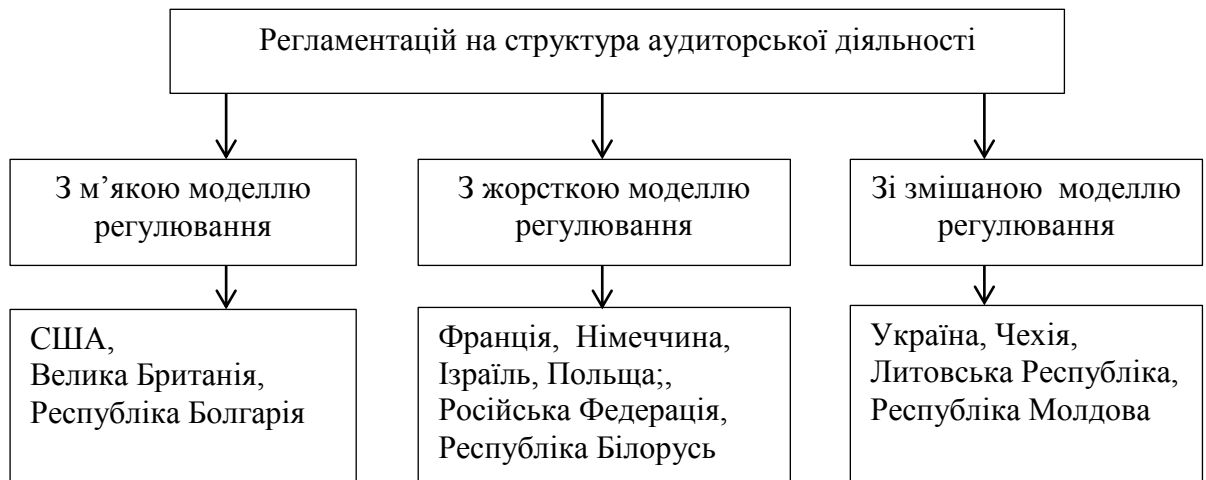 Регламентацій на структура аудиторської діяльності
З м’якою моделлю
регулювання
З жорсткою моделлю
регулювання
Зі змішаною моделлю
регулювання
США,
Велика Британія,
Республіка Болгарія
Франція, Німеччина,
Ізраїль, Польща;,
Російська Федерація,
Республіка Білорусь
Україна, Чехія,
Литовська Республіка,
Республіка Молдова